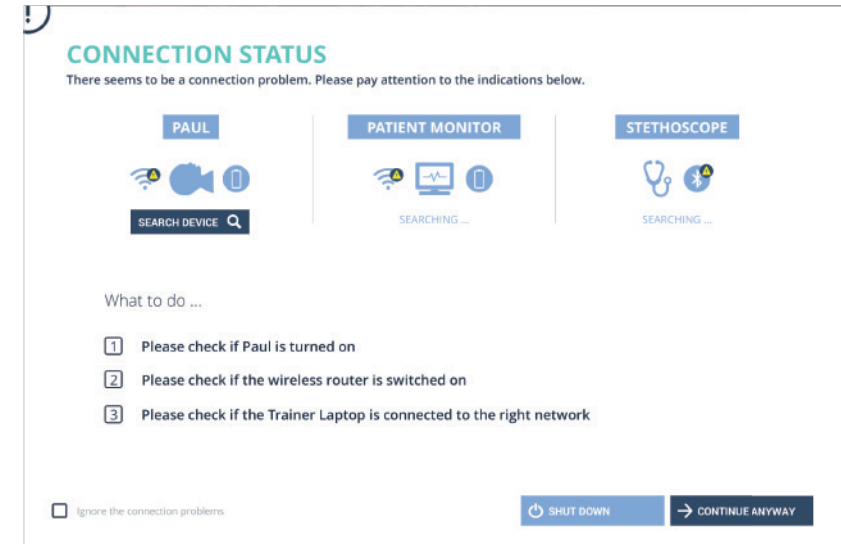 !
CONNECTION STATUS
There seems to be a connection problem. Please pay attention to the indications below.
PAUL
PATIENT MONITOR
STETHOSCOPE
SEARCH DEVICE
SEARCHING ...
SEARCHING ...
What to do ...
1 Please check if Paul is turned on
2 Please check if the wireless router is switched on
3 Please check if the Trainer Laptop is connected to the right network
Ignore the connection problems
SHUT DOWN
CONTINUE ANYWAY